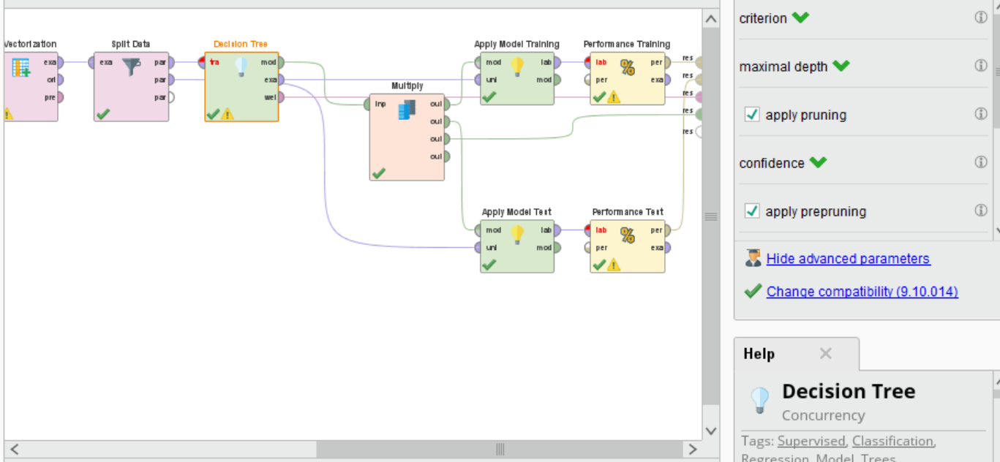 Vectorization
exa
ori
pre
Split Data
exa
par
par
par
Decision Tree
tra
mod
exa
wei
Multiply
inp
out
out
out
out
Apply Model Training
mod
unl
lab
mod
Performance Training
lab
per
per
exa
res
res
res
res
res
Apply Model Test
mod
unl
lab
mod
Performance Test
lab
per
per
exa
criterion
maximal depth
apply pruning
confidence
apply prepruning
Hide advanced parameters
Change compatibility (9.10.014)
Help
Decision Tree
Concurrency
Tags: Supervised, Classification,
Regression, Model, Trees